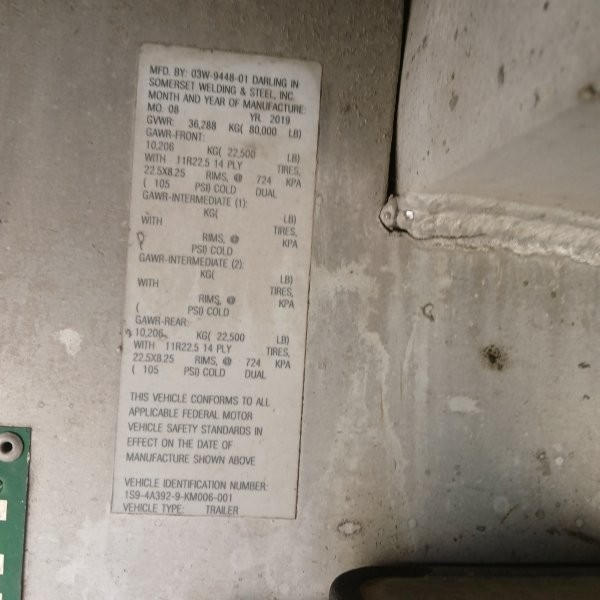 MFD. BY: 03W-9448-01 DARLING IN
SOMERSET WELDING & STEEL, INC.
MONTH AND YEAR OF MANUFACTURE:
MO. 08 YR. 2019
GVWR: 36,288 KG( 80,000 LB)
GAWR-FRONT:
10,206 KG( 22,500 LB)
WITH 11R22.5 14 PLY TIRES,
22.5X8.25 RIMS, @ 724 KPA
( 105 PSI) COLD DUAL
GAWR-INTERMEDIATE (1):
KG( LB)
WITH TIRES,
RIMS, @ KPA
PSI) COLD
GAWR-INTERMEDIATE (2):
KG( LB)
WITH TIRES,
RIMS, @ KPA
( PSI) COLD
GAWR-REAR:
10,206 KG( 22,500 LB)
WITH 11R22.5 14 PLY TIRES,
22.5X8.25 RIMS, @ 724 KPA
( 105 PSI) COLD DUAL
THIS VEHICLE CONFORMS TO ALL
APPLICABLE FEDERAL MOTOR
VEHICLE SAFETY STANDARDS IN
EFFECT ON THE DATE OF
MANUFACTURE SHOWN ABOVE
VEHICLE IDENTIFICATION NUMBER:
1S9-4A392-9-KM006-001
VEHICLE TYPE: TRAILER